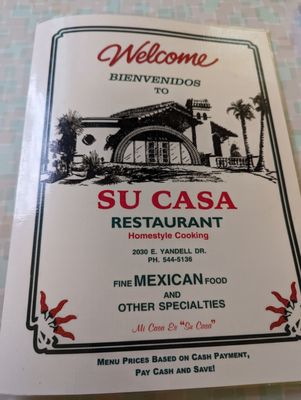 Welcome
BIENVENIDOS
TO
SU CASA
RESTAURANT
Homestyle Cooking
2030 E. YANDELL DR.
PH. 544-5136
FINE MEXICAN FOOD
AND
OTHER SPECIALTIES
Mi Casa Es "Su Casa"
MENU PRICES BASED ON CASH PAYMENT,
PAY CASH AND SAVE!